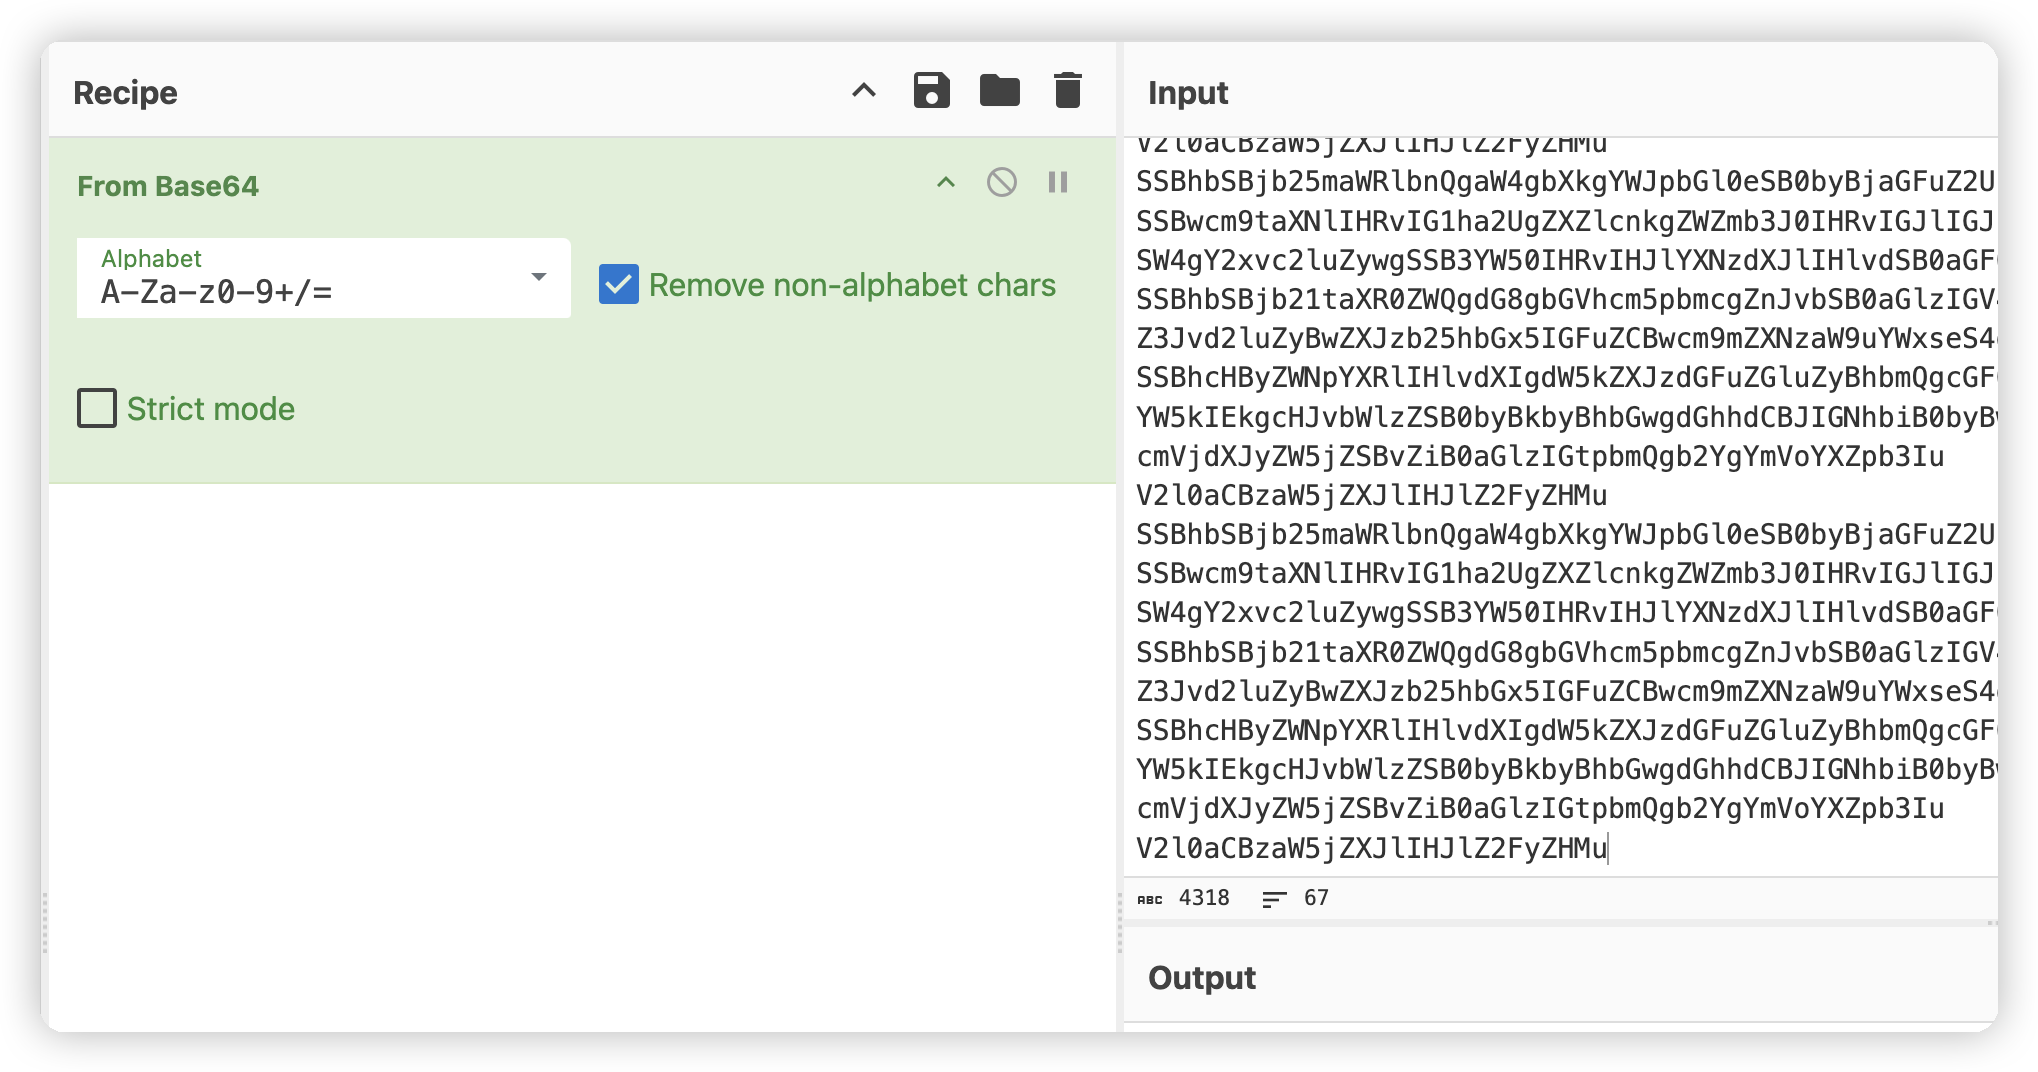 Recipe
From Base64
Alphabet
A-Za-z0-9+/=
Remove non-alphabet chars
Strict mode
Input
V2l0aCBzaW5jZXJlIHJlZ2FyZHMu
SSBhbSBjb25maWRlbnQgaW4gbXkgYWJpbGl0eSB0byBjaGFuZ2U
SSBwcm9taXNlIHRvIG1ha2UgZXZlcnkgZWZmb3J0IHRvIGJlIGJ
SW4gY2xvc2luZywgSSB3YW50IHRvIHJlYXNzdXJlIHlvdSB0aGF
SSBhbSBjb21taXR0ZWQgdG8gbGVhcm5pbmcgZnJvbSB0aGlzIGV
Z3Jvd2luZyBwZXJzb25hbGx5IGFuZCBwcm9mZXNzaW9uYWxseS4
SSBhcHByZWNpYXRlIHlvdXIgdW5kZXJzdGFuZGluZyBhbmQgcGF
YW5kIEkgcHJvbWlzZSB0byBkbyBhbGwgdGhhdCBJIGNhbiB0byB
cmVjdXJyZW5jZSBvZiB0aGlzIGtpbmQgb2YgYmVoYXZpb3Iu
V2l0aCBzaW5jZXJlIHJlZ2FyZHMu
SSBhbSBjb25maWRlbnQgaW4gbXkgYWJpbGl0eSB0byBjaGFuZ2U
SSBwcm9taXNlIHRvIG1ha2UgZXZlcnkgZWZmb3J0IHRvIGJlIGJ
SW4gY2xvc2luZywgSSB3YW50IHRvIHJlYXNzdXJlIHlvdSB0aGF
SSBhbSBjb21taXR0ZWQgdG8gbGVhcm5pbmcgZnJvbSB0aGlzIGV
Z3Jvd2luZyBwZXJzb25hbGx5IGFuZCBwcm9mZXNzaW9uYWxseS4
SSBhcHByZWNpYXRlIHlvdXIgdW5kZXJzdGFuZGluZyBhbmQgcGF
YW5kIEkgcHJvbWlzZSB0byBkbyBhbGwgdGhhdCBJIGNhbiB0byB
cmVjdXJyZW5jZSBvZiB0aGlzIGtpbmQgb2YgYmVoYXZpb3Iu
V2l0aCBzaW5jZXJlIHJlZ2FyZHMu
ABC 4318 67
Output